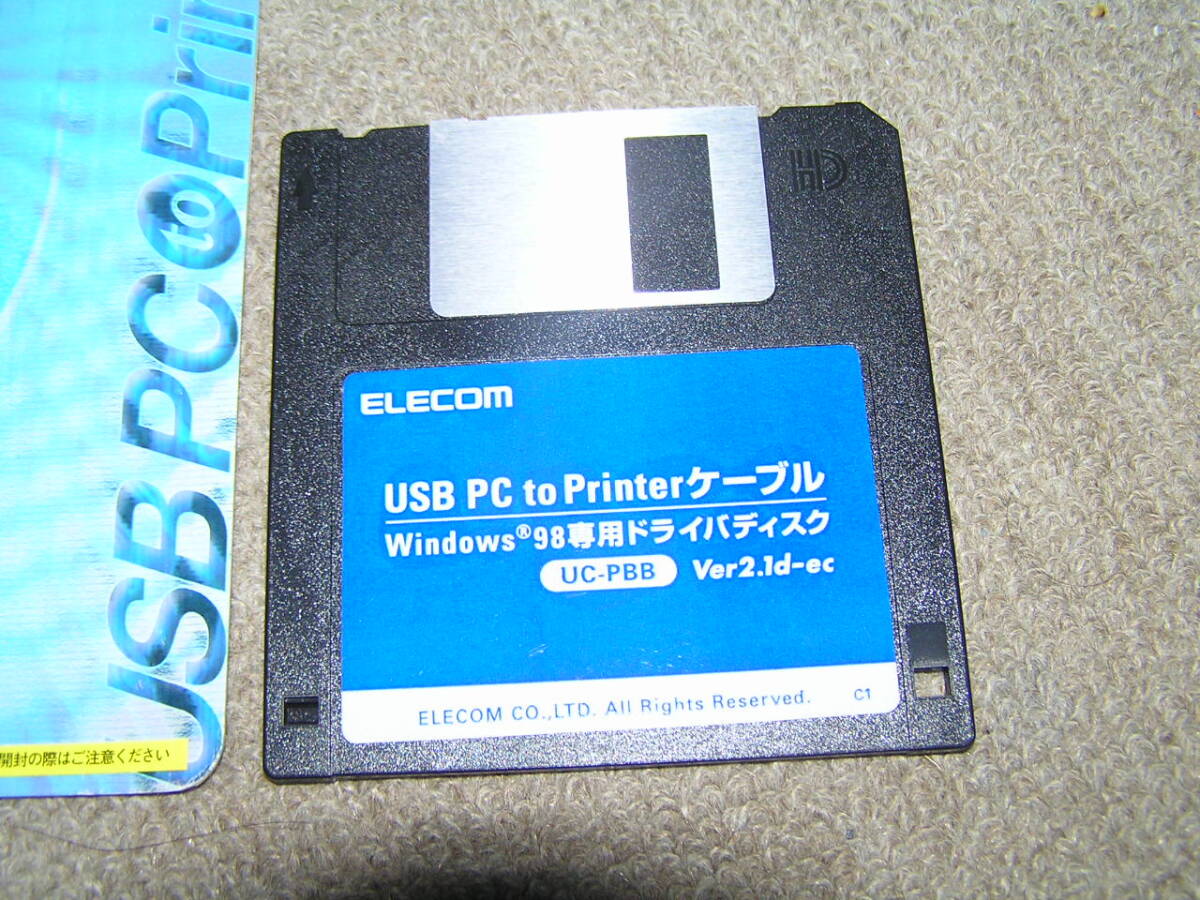 USB PC to Prin
開封の際はご注意ください
HD
ELECOM
USB PC to Printerケーブル
Windows®98専用ドライバディスク
UC-PBB Ver2.1d-ec
ELECOM CO.,LTD. All Rights Reserved. C1